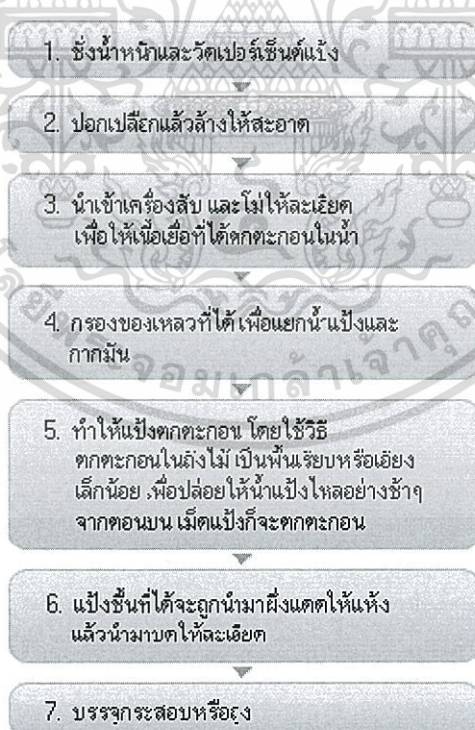 1. ชั่งน้ำหนักและวัดเปอร์เซ็นต์แป้ง
2. ปอกเปลือกแล้วล้างให้สะอาด
3. นำเข้าเครื่องสับ และโม่ให้ละเอียด
เพื่อให้เนื้อเยื่อที่ได้ตกตะกอนในน้ำ
4. กรองของเหลวที่ได้ เพื่อแยกน้ำแป้งและ
กากมัน
5. ทำให้แป้งตกตะกอน โดยใช้วิธี
ตกตะกอนในถังไม้ เป็นพื้นเรียบหรือเอียง
เล็กน้อย เพื่อปล่อยให้น้ำแป้งไหลอย่างช้าๆ
จากตอนบน เม็ดแป้งก็จะตกตะกอน
6. แป้งชื้นที่ได้จะถูกนำมาผึ่งแดดให้แห้ง
แล้วนำมาบดให้ละเอียด
7. บรรจุกระสอบหรือถุง